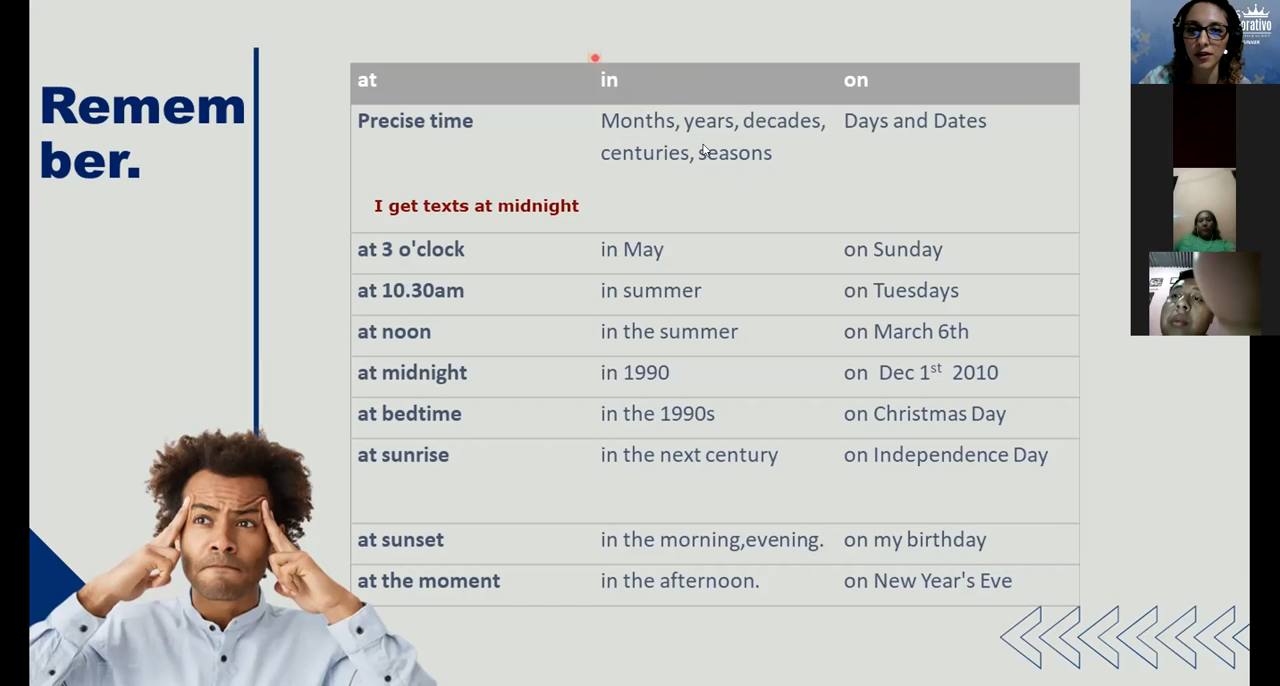 Remem
ber.
at in on
Precise time Months, years, decades, Days and Dates
centuries, seasons
I get texts at midnight
at 3 o'clock in May on Sunday
at 10.30am in summer on Tuesdays
at noon in the summer on March 6th
at midnight in 1990 on Dec 1st 2010
at bedtime in the 1990s on Christmas Day
at sunrise in the next century on Independence Day
at sunset in the morning,evening. on my birthday
at the moment in the afternoon. on New Year's Eve